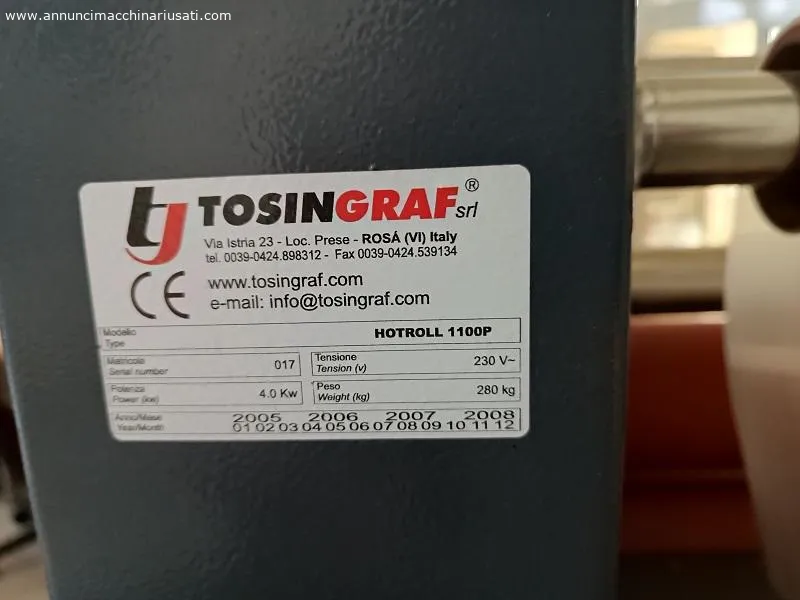 www.annuncimacchinariusati.com
tj TOSINGRAF® srl
Via Istria 23 - Loc. Prese - ROSÁ (VI) Italy
tel. 0039-0424.898312 - Fax 0039-0424.539134
CE
www.tosingraf.com
e-mail: info@tosingraf.com
Modello
Type
HOTROLL 1100P
Matricola
Serial number
017
Tensione
Tension (v)
230 V~
Potenza
Power (kw)
4.0 Kw
Peso
Weight (kg)
280 kg
Anno/Mese
Year/Month
2005 2006 2007 2008
01 02 03 04 05 06 07 08 09 10 11 12